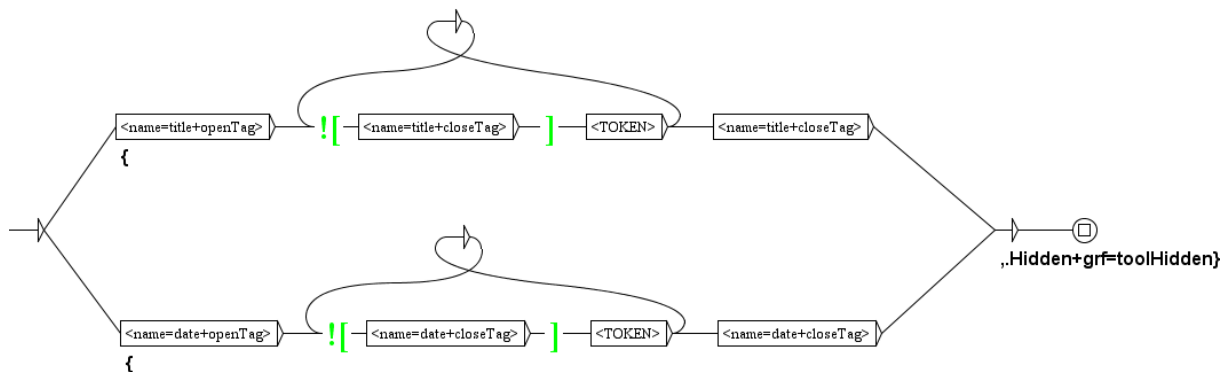 <name=title+openTag> ![ <name=title+closeTag> ] <TOKEN> <name=title+closeTag>
{
,.Hidden+grf=toolHidden}
<name=date+openTag> ![ <name=date+closeTag> ] <TOKEN> <name=date+closeTag>
{